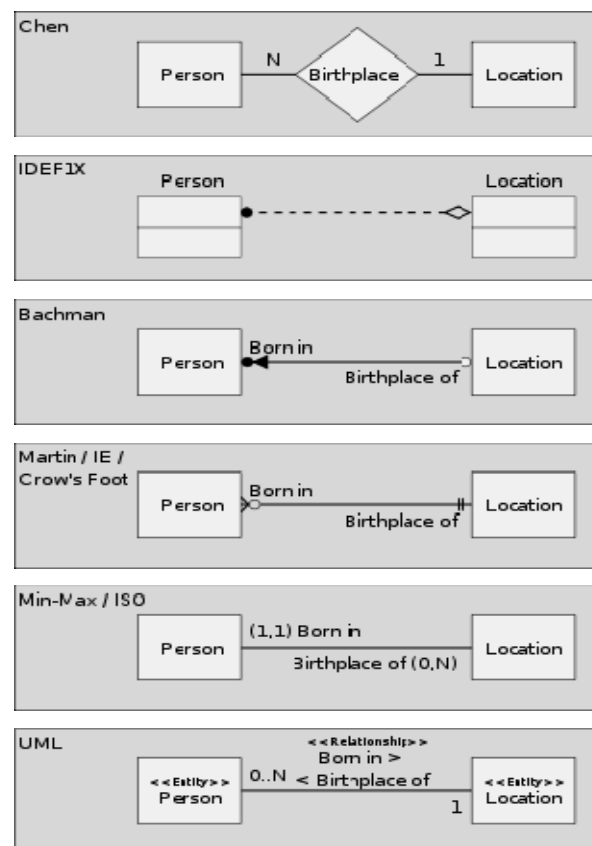 Chen
Person
N
Birthplace
1
Location
IDEF1X
Person
Location
Bachman
Person
Born in
Birthplace of
Location
Martin / IE /
Crow's Foot
Person
Born in
Birthplace of
Location
Min-Max / ISO
Person
(1,1) Born in
Birthplace of (0,N)
Location
UML
<<Entity>>
Person
<<Relationship>>
Born in >
0..N < Birthplace of
1
<<Entity>>
Location